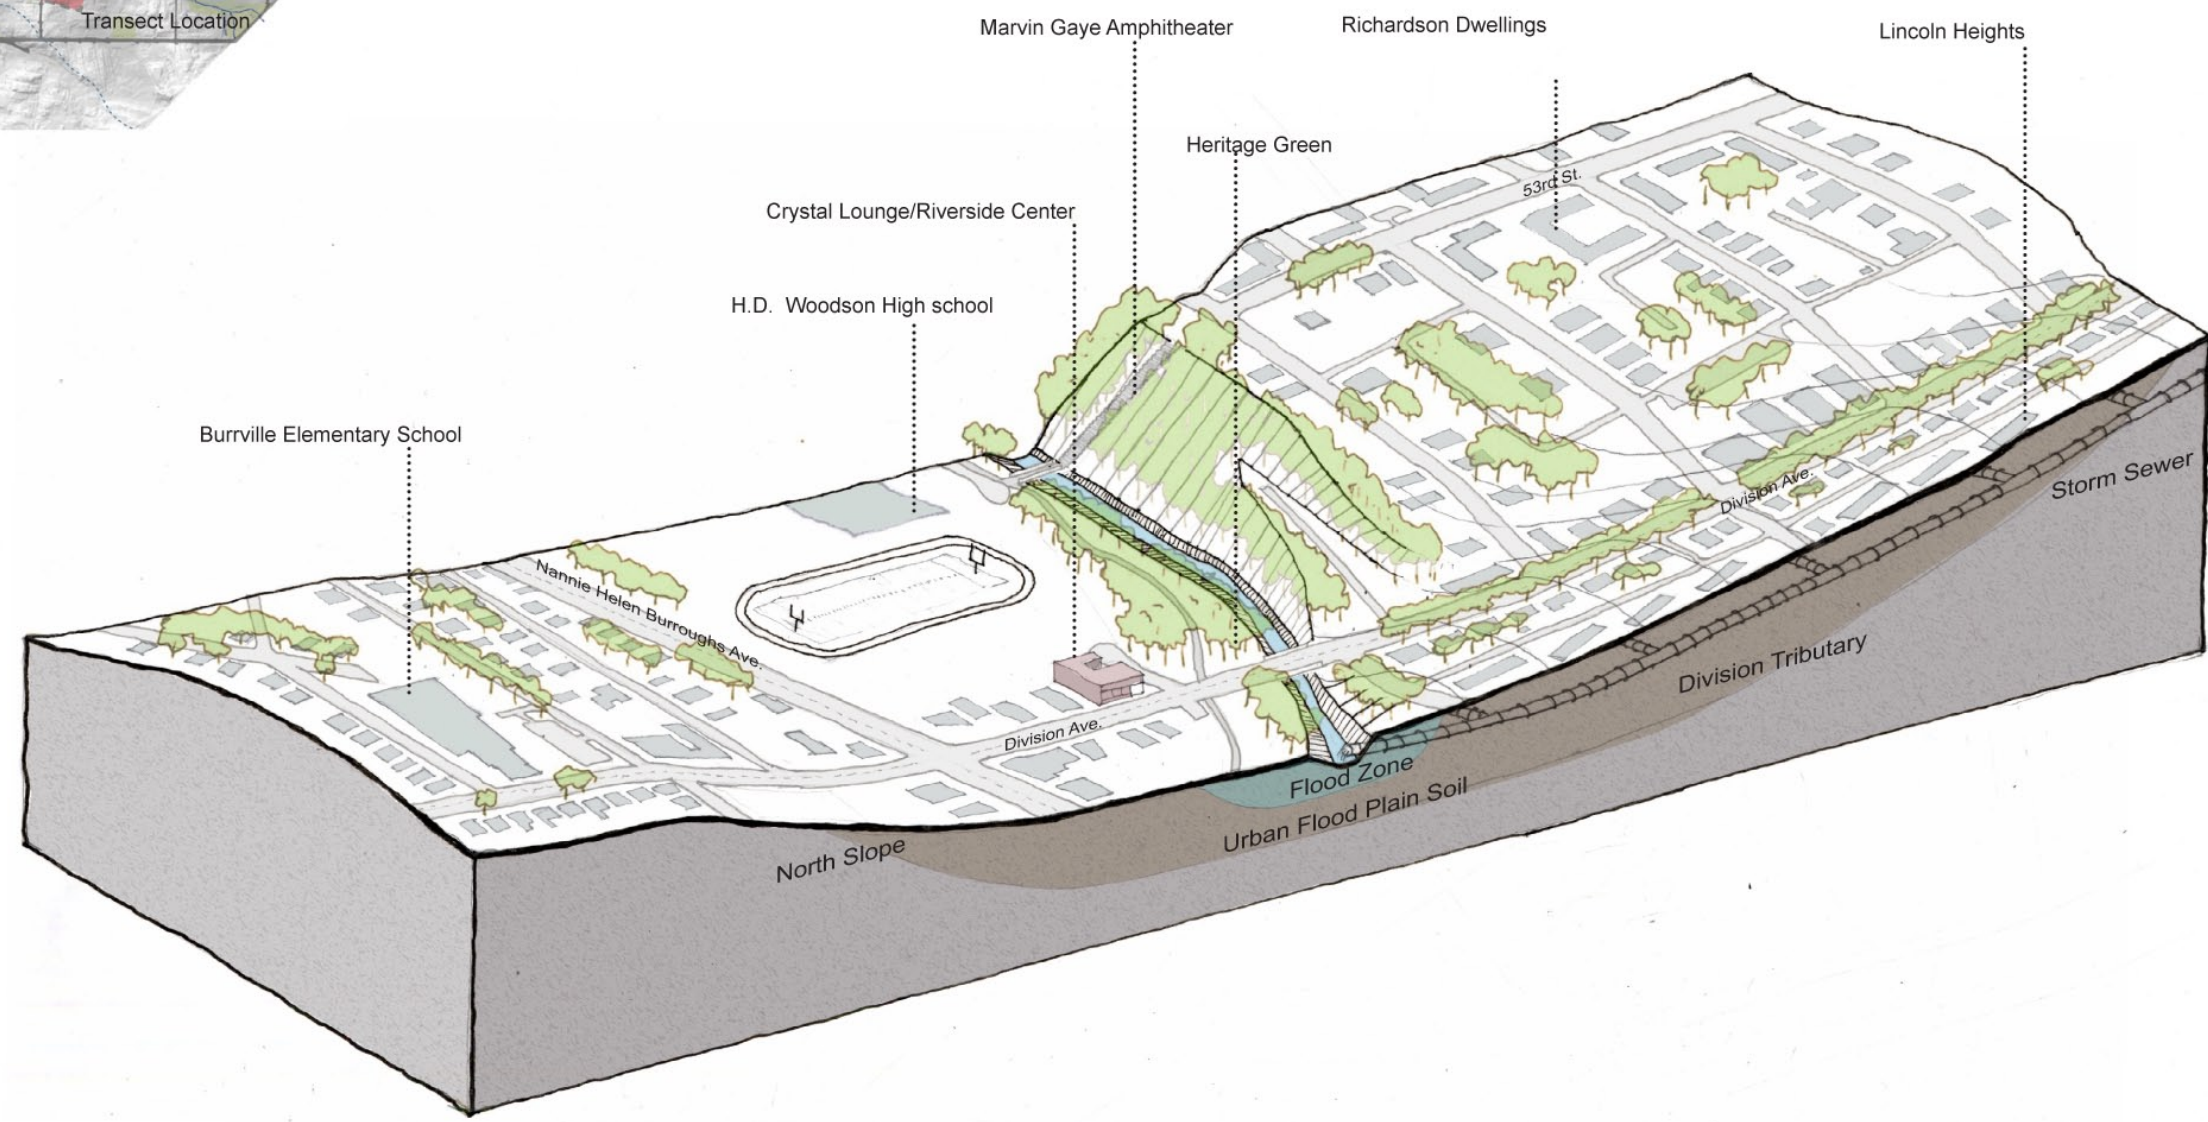 Transect Location
Marvin Gaye Amphitheater
Richardson Dwellings
Lincoln Heights
Heritage Green
53rd St.
Crystal Lounge/Riverside Center
H.D. Woodson High school
Burrville Elementary School
Nannie Helen Burroughs Ave.
Division Ave.
Storm Sewer
Division Tributary
Division Ave.
Flood Zone
Urban Flood Plain Soil
North Slope